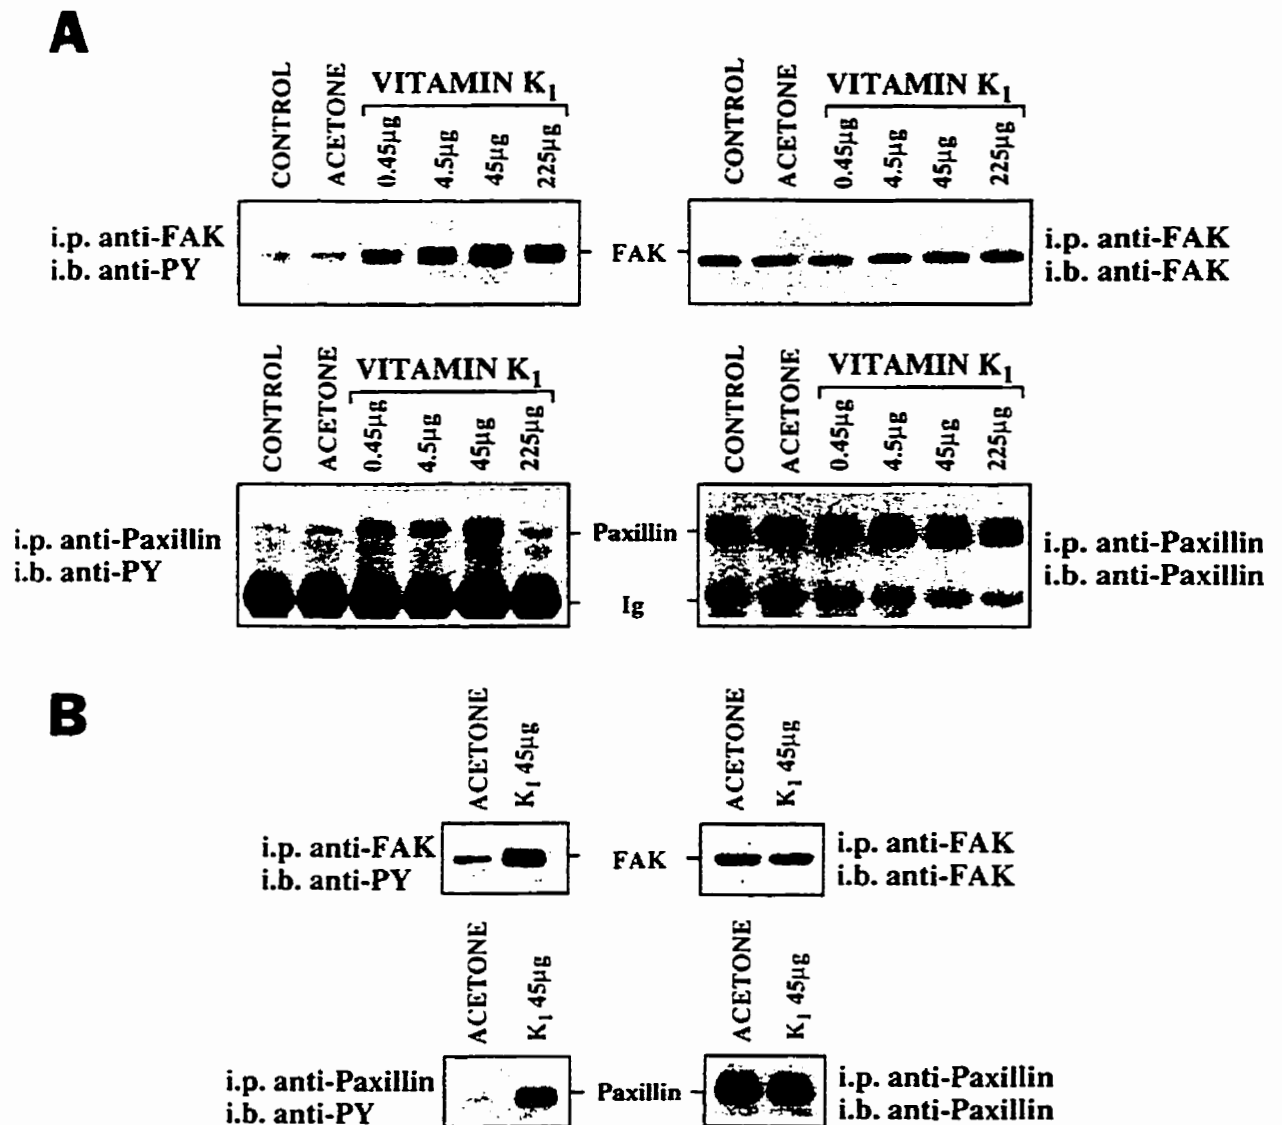 A
CONTROL
ACETONE
VITAMIN K1
0.45µg
4.5µg
45µg
225µg
CONTROL
ACETONE
VITAMIN K1
0.45µg
4.5µg
45µg
225µg
i.p. anti-FAK
i.b. anti-PY
FAK
i.p. anti-FAK
i.b. anti-FAK
CONTROL
ACETONE
VITAMIN K1
0.45µg
4.5µg
45µg
225µg
CONTROL
ACETONE
VITAMIN K1
0.45µg
4.5µg
45µg
225µg
i.p. anti-Paxillin
i.b. anti-PY
Paxillin
Ig
i.p. anti-Paxillin
i.b. anti-Paxillin
B
ACETONE
K1 45µg
ACETONE
K1 45µg
i.p. anti-FAK
i.b. anti-PY
FAK
i.p. anti-FAK
i.b. anti-FAK
ACETONE
K1 45µg
ACETONE
K1 45µg
i.p. anti-Paxillin
i.b. anti-PY
Paxillin
i.p. anti-Paxillin
i.b. anti-Paxillin